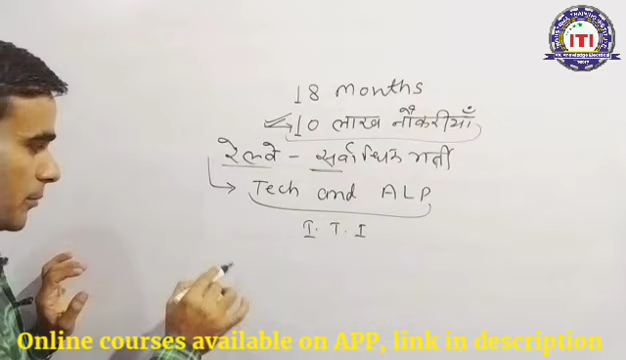 ITI
18 months
10 लाख नौकरीयाँ
रेलवे - सर्वाधिक भर्ती
Tech and ALP
I. T. I
Online courses available on APP, link in description